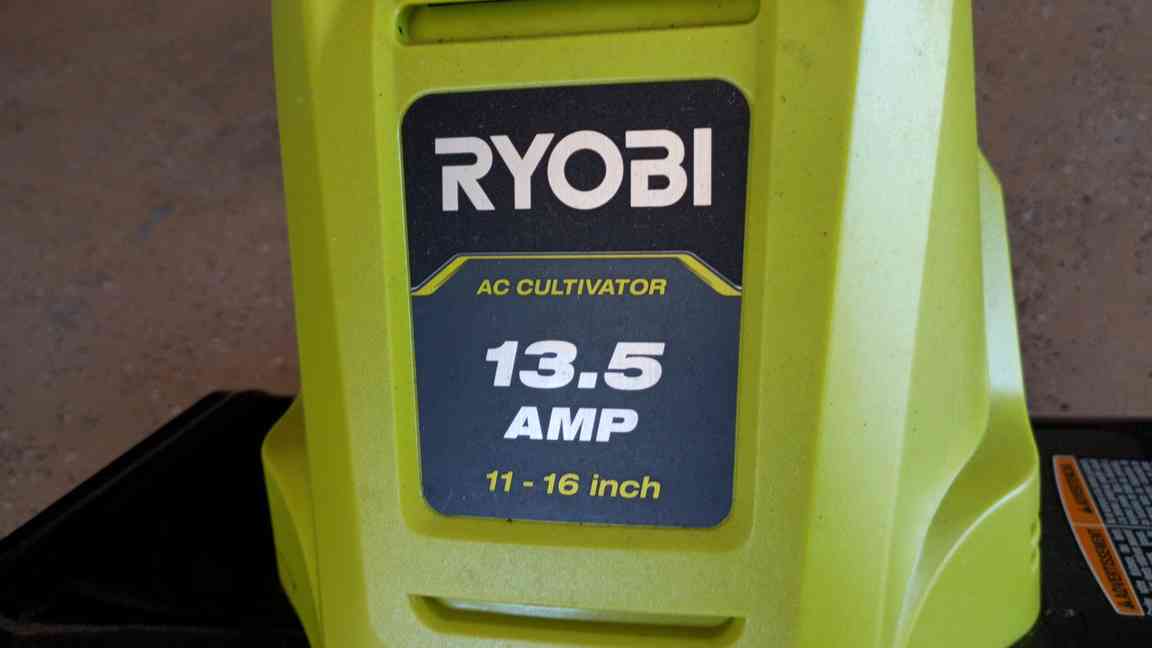 RYOBI
AC CULTIVATOR
13.5
AMP
11 - 16 inch